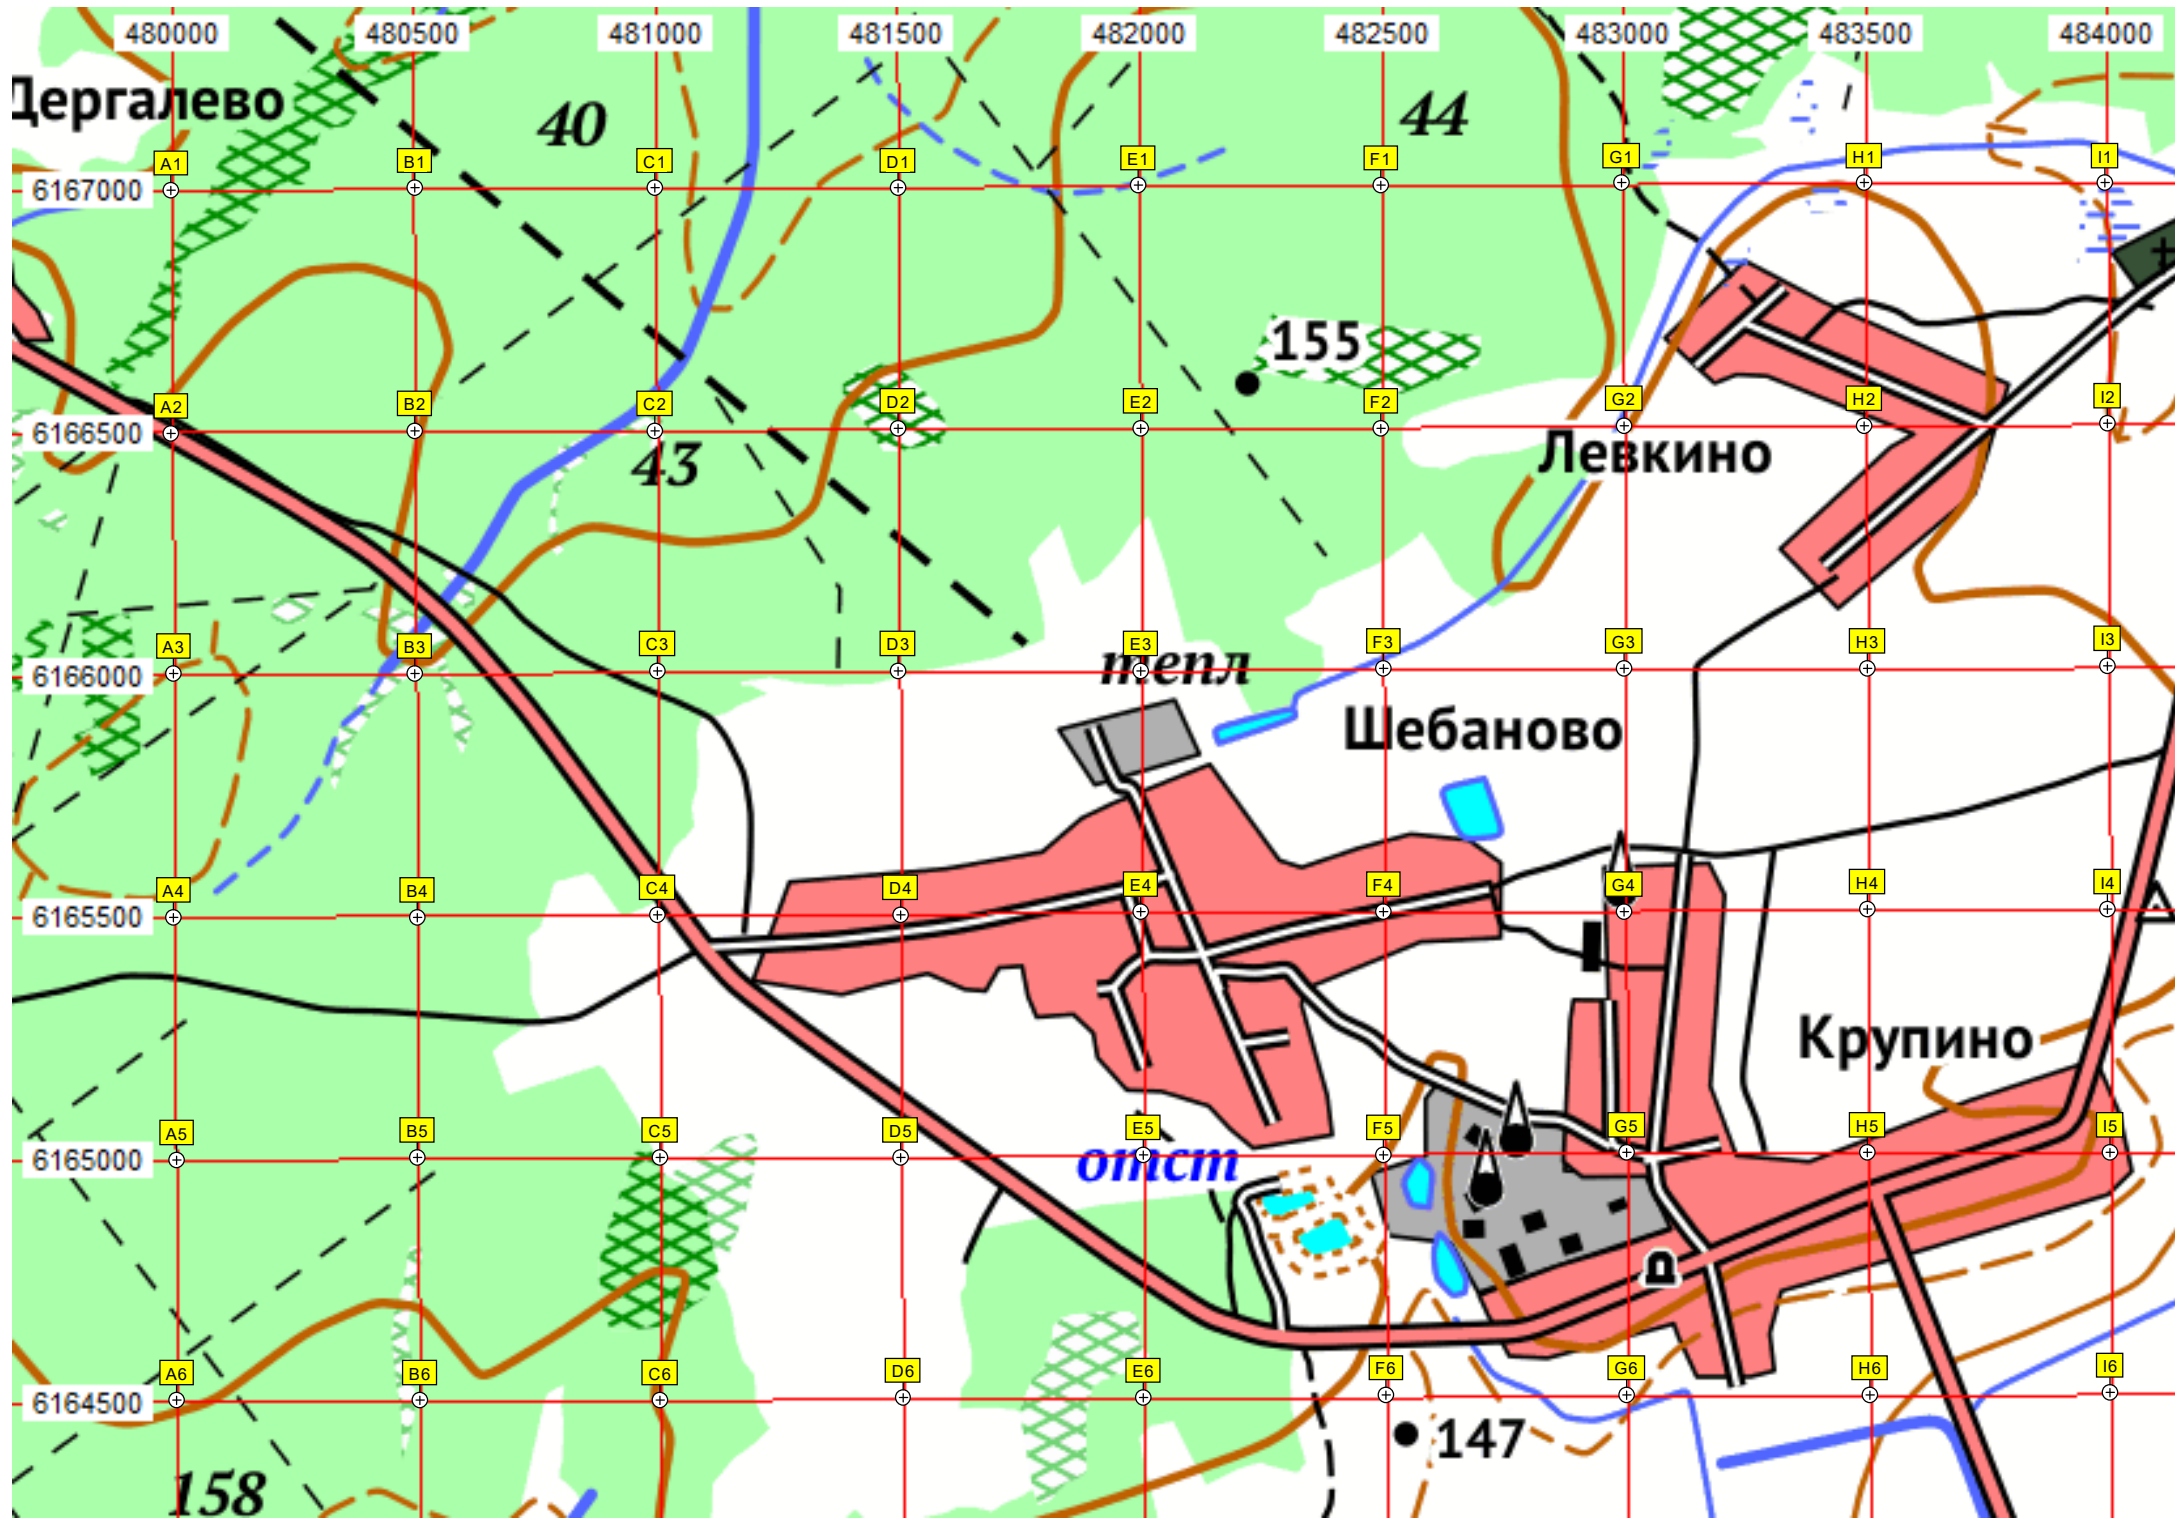 480000 480500 481000 481500 482000 482500 483000 483500 484000
Дергалево
40
44
A1 B1 C1 D1 E1 F1 G1 H1 I1
6167000
155
A2 B2 C2 D2 E2 F2 G2 H2 I2
6166500
43
Левкино
A3 B3 C3 D3 E3 F3 G3 H3 I3
6166000
тепл
Шебаново
A4 B4 C4 D4 E4 F4 G4 H4 I4
6165500
Крупино
A5 B5 C5 D5 E5 F5 G5 H5 I5
6165000
отст
A6 B6 C6 D6 E6 F6 G6 H6 I6
6164500
147
158